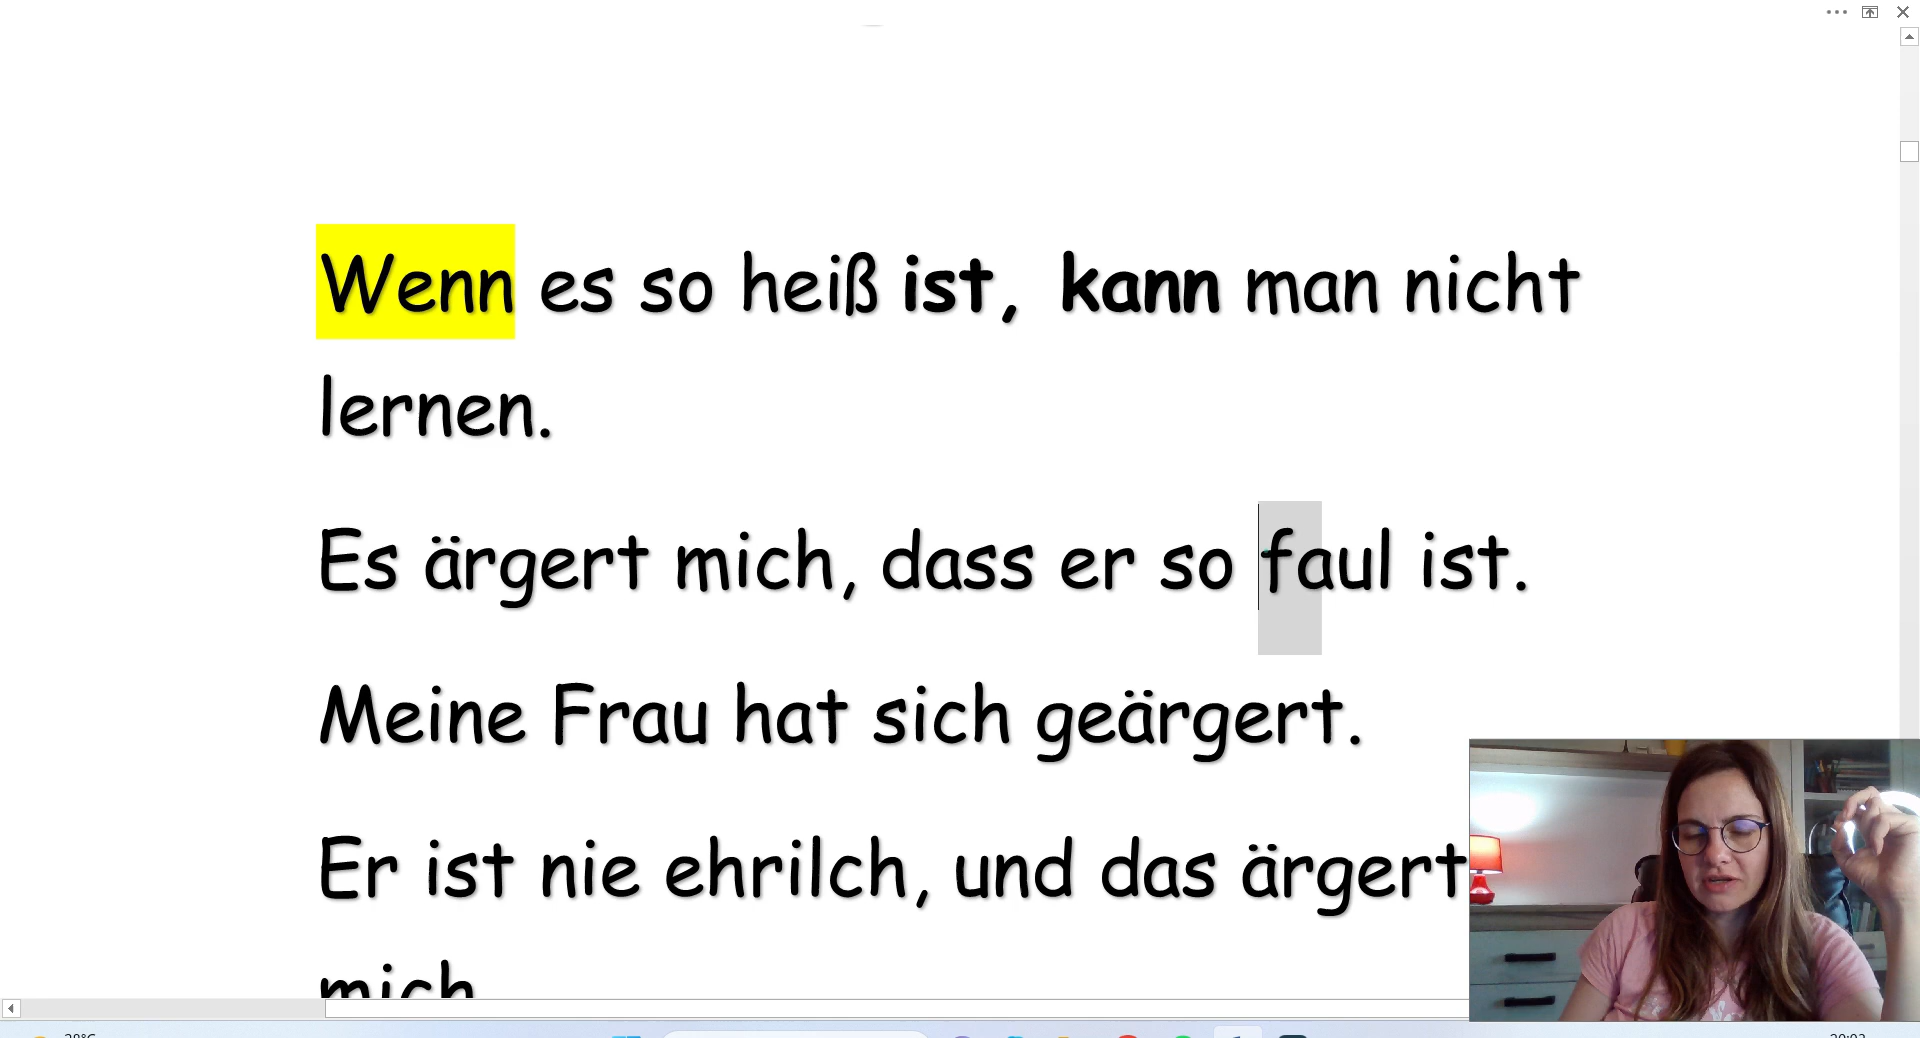 Wenn es so heiß ist, kann man nicht
lernen.
Es ärgert mich, dass er so faul ist.
Meine Frau hat sich geärgert.
Er ist nie ehrilch, und das ärgert
mich